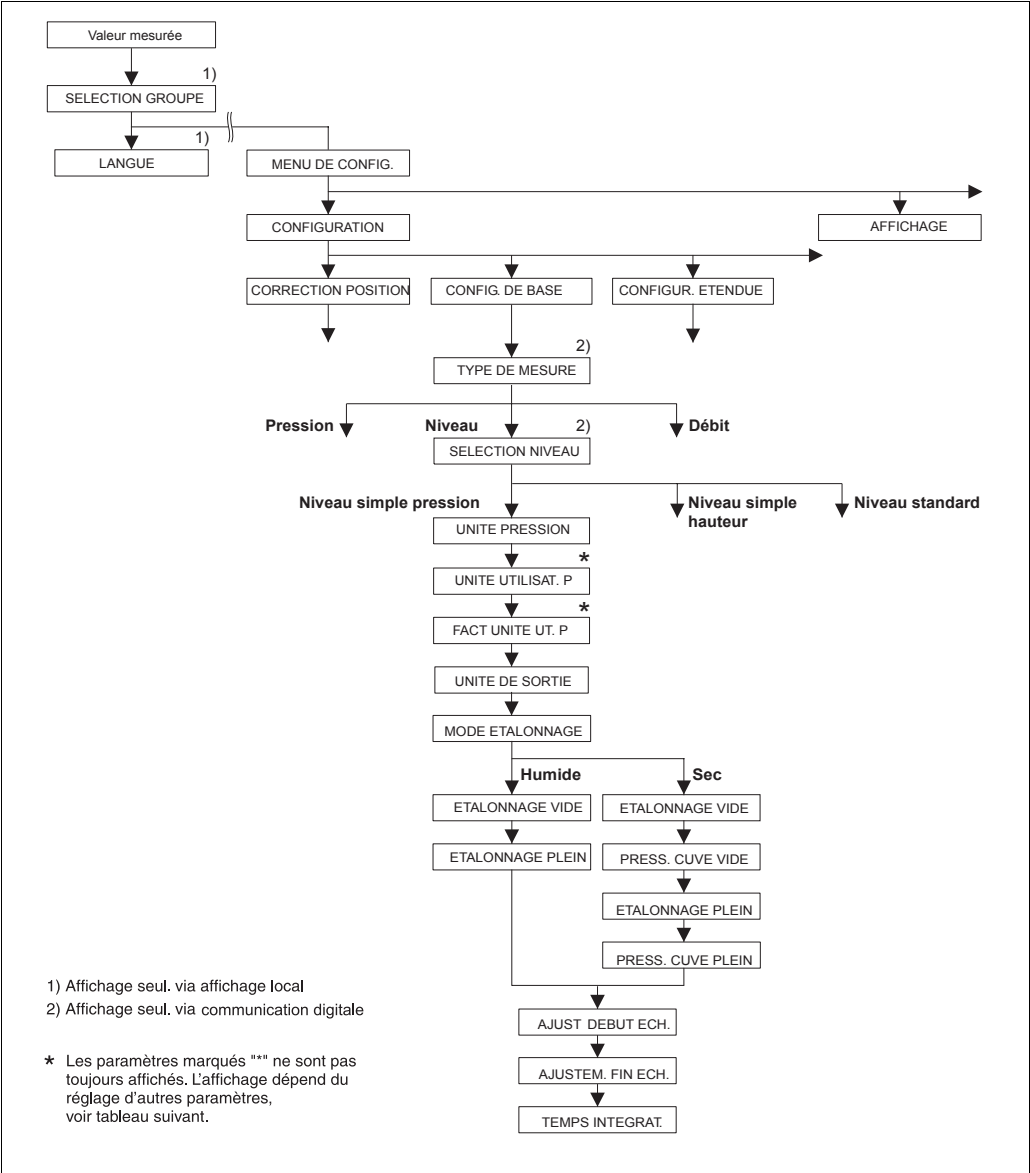 Valeur mesurée
1)
SELECTION GROUPE
1)
LANGUE
MENU DE CONFIG.
CONFIGURATION
AFFICHAGE
CORRECTION POSITION
CONFIG. DE BASE
CONFIGUR. ETENDUE
2)
TYPE DE MESURE
Pression
Niveau
2)
Débit
SELECTION NIVEAU
Niveau simple pression
Niveau simple
hauteur
Niveau standard
UNITE PRESSION
*
UNITE UTILISAT. P
*
FACT UNITE UT. P
UNITE DE SORTIE
MODE ETALONNAGE
Humide
Sec
ETALONNAGE VIDE
ETALONNAGE VIDE
ETALONNAGE PLEIN
PRESS. CUVE VIDE
ETALONNAGE PLEIN
PRESS. CUVE PLEIN
AJUST DEBUT ECH.
AJUSTEM. FIN ECH.
TEMPS INTEGRAT.
1) Affichage seul. via affichage local
2) Affichage seul. via communication digitale
* Les paramètres marqués "*" ne sont pas
toujours affichés. L'affichage dépend du
réglage d'autres paramètres,
voir tableau suivant.